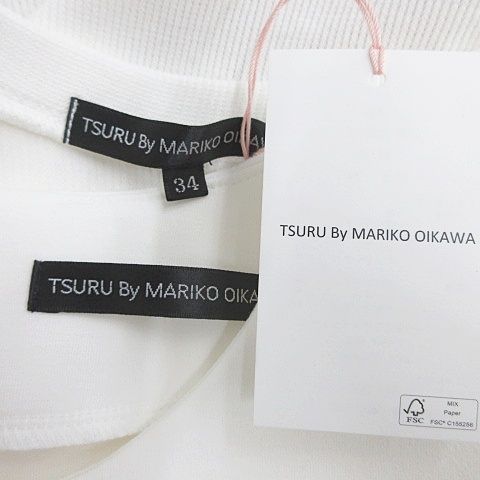 TSURU By MARIKO OIKAWA
34
TSURU By MARIKO OIKA
TSURU By MARIKO OIKAWA
FSC
MIX
Paper
FSC® C156256